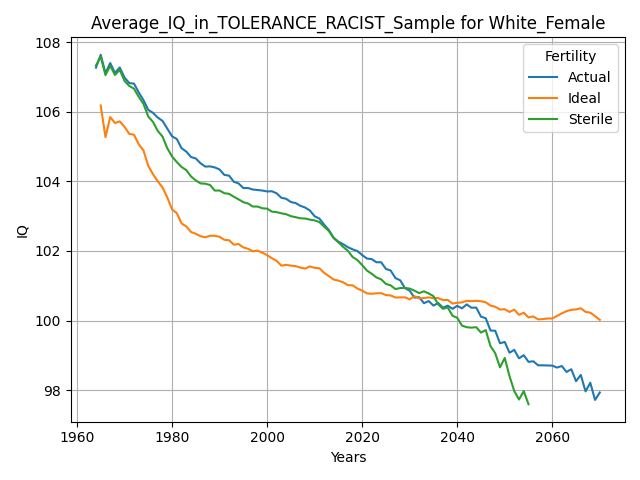 Average_IQ_in_TOLERANCE_RACIST_Sample for White_Female
108
106
104
102
100
98
IQ
Fertility
Actual
Ideal
Sterile
1960
1980
2000
2020
2040
2060
Years